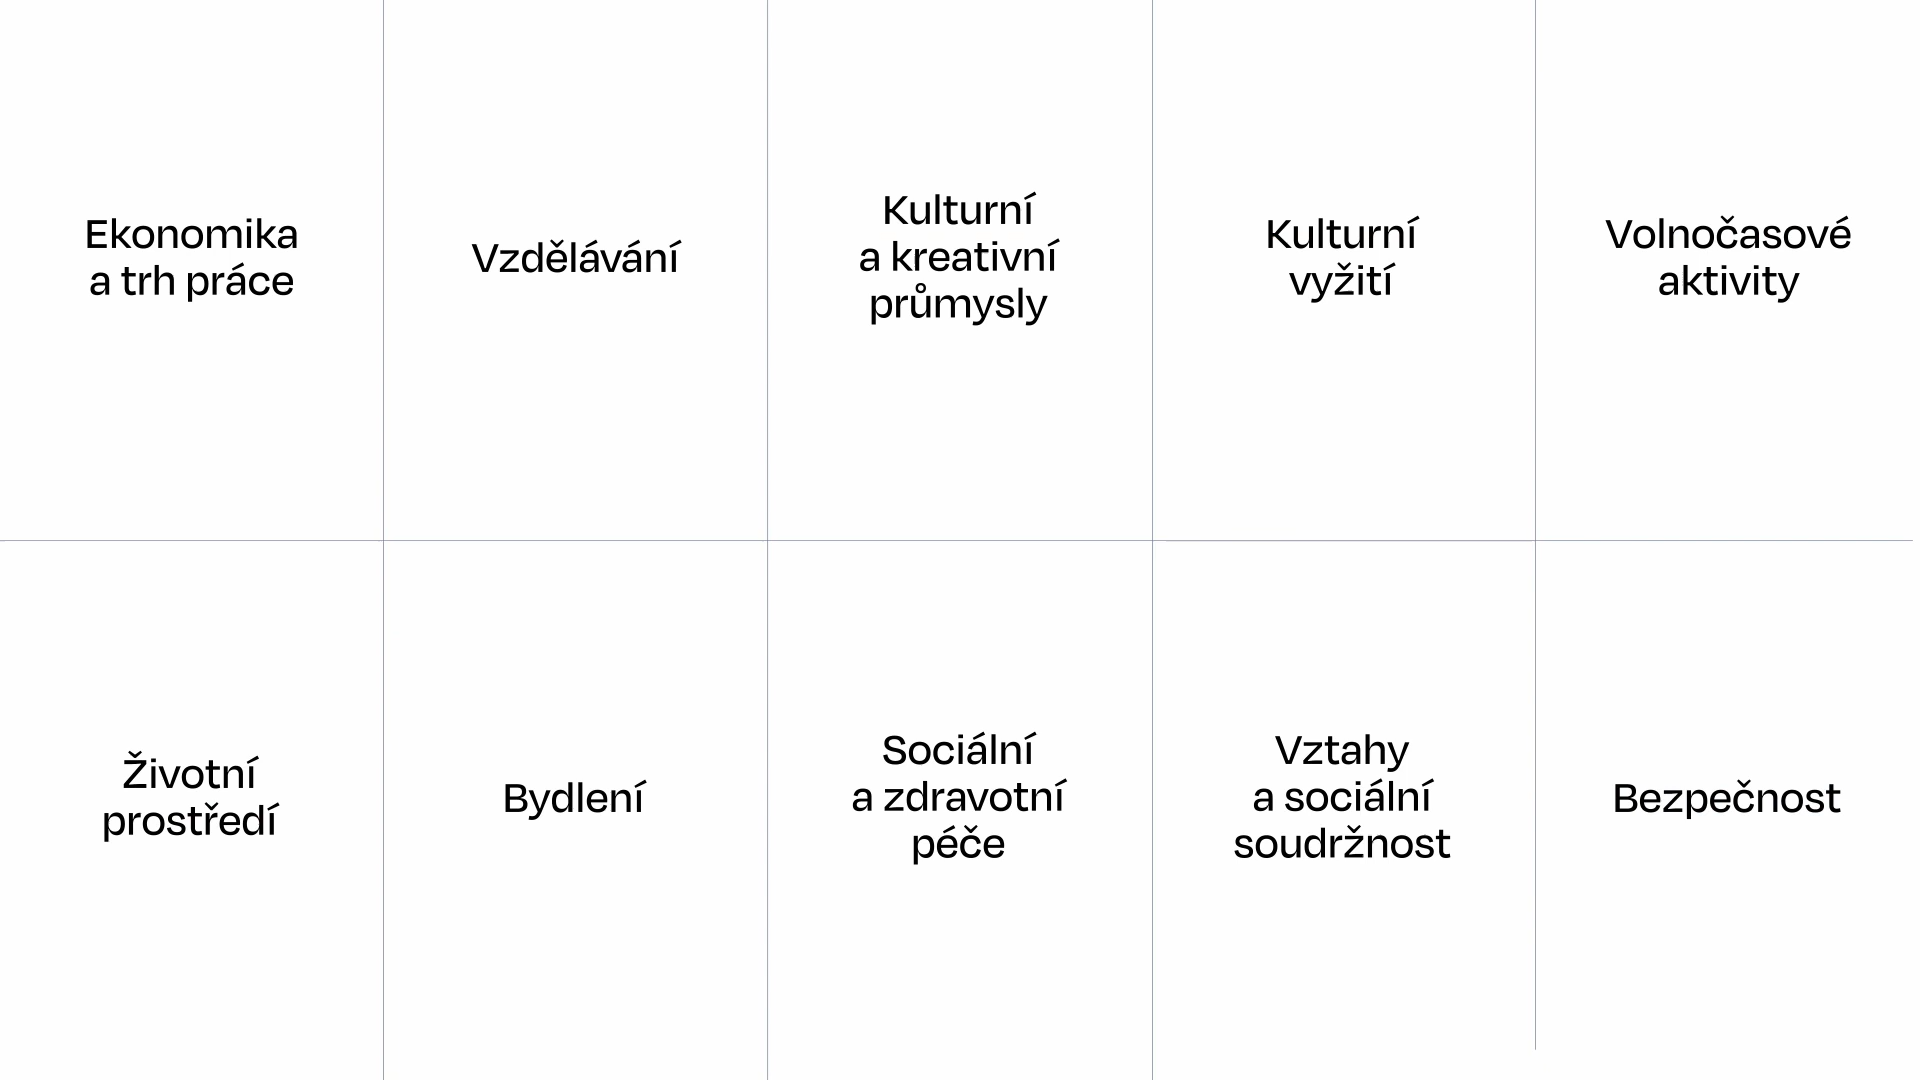 Ekonomika
a trh práce
Vzdělávání
Kulturní
a kreativní
průmysly
Kulturní
vyžití
Volnočasové
aktivity
Životní
prostředí
Bydlení
Sociální
a zdravotní
péče
Vztahy
a sociální
soudržnost
Bezpečnost